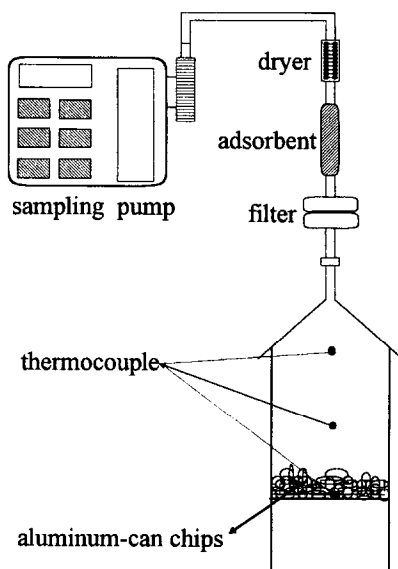 dryer
adsorbent
sampling pump
filter
thermocouple
aluminum-can chips